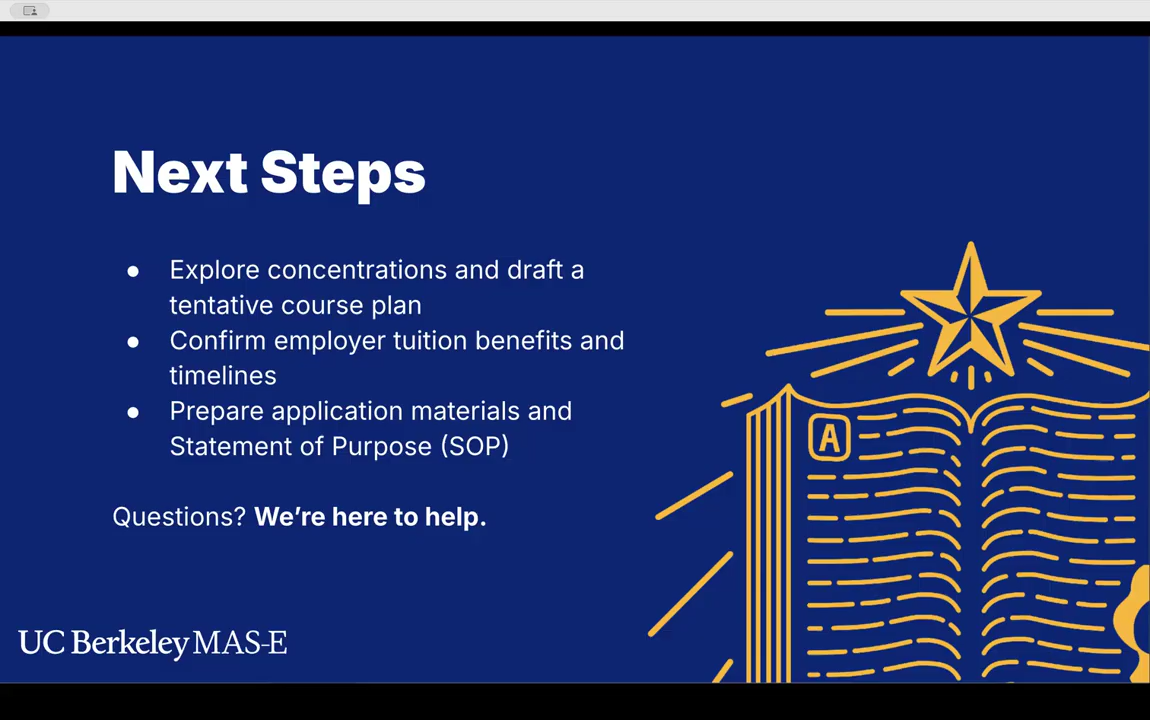 Next Steps
● Explore concentrations and draft a
tentative course plan
● Confirm employer tuition benefits and
timelines
● Prepare application materials and
Statement of Purpose (SOP)
Questions? We’re here to help.
A
UC Berkeley MAS-E